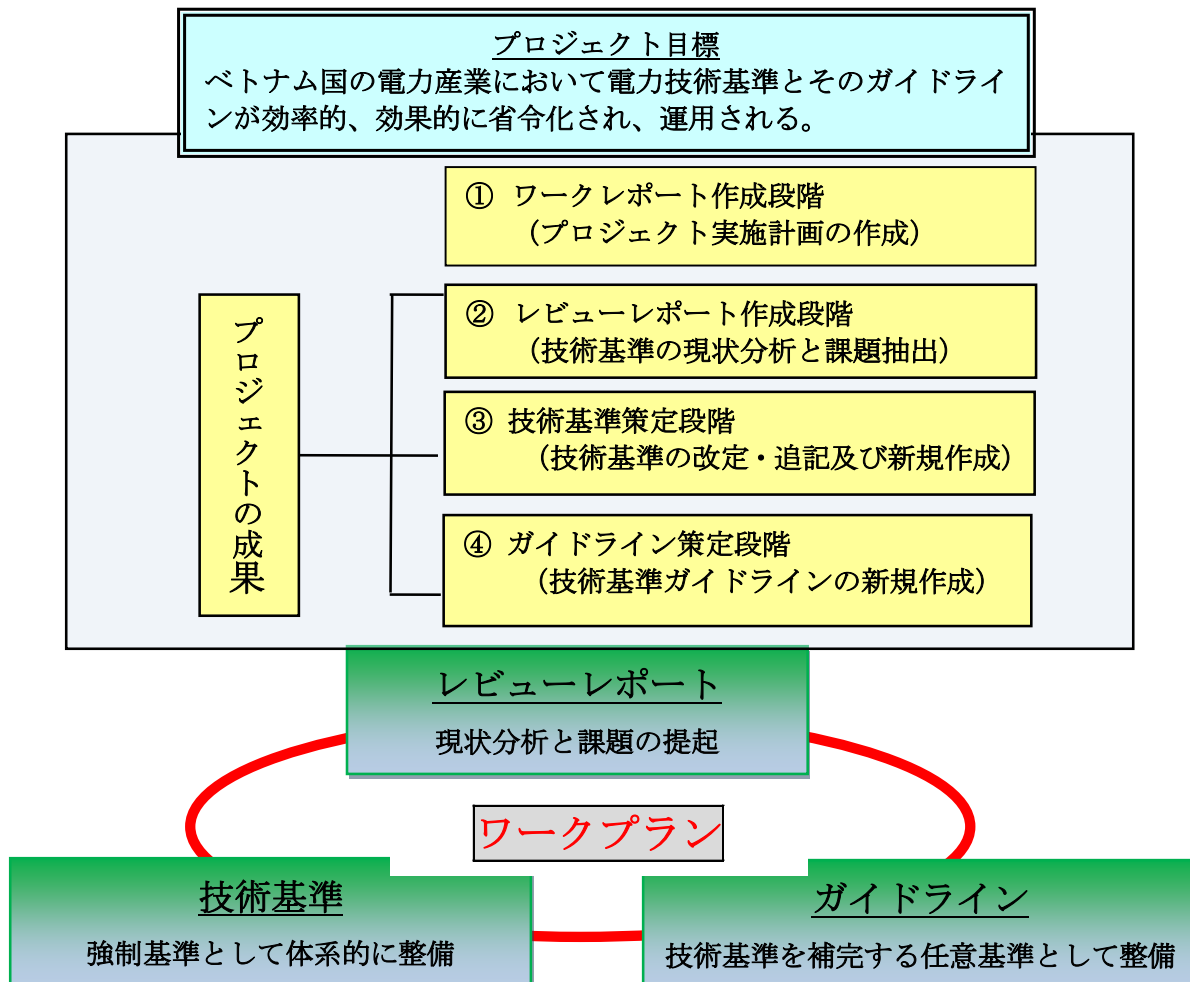 プロジェクト目標
ベトナム国の電力産業において電力技術基準とそのガイドライ
ンが効率的、効果的に省令化され、運用される。
① ワークレポート作成段階
（プロジェクト実施計画の作成）
プロジェクトの成果
② レビューレポート作成段階
（技術基準の現状分析と課題抽出）
③ 技術基準策定段階
（技術基準の改定・追記及び新規作成）
④ ガイドライン策定段階
（技術基準ガイドラインの新規作成）
レビューレポート
現状分析と課題の提起
ワークプラン
技術基準
強制基準として体系的に整備
ガイドライン
技術基準を補完する任意基準として整備